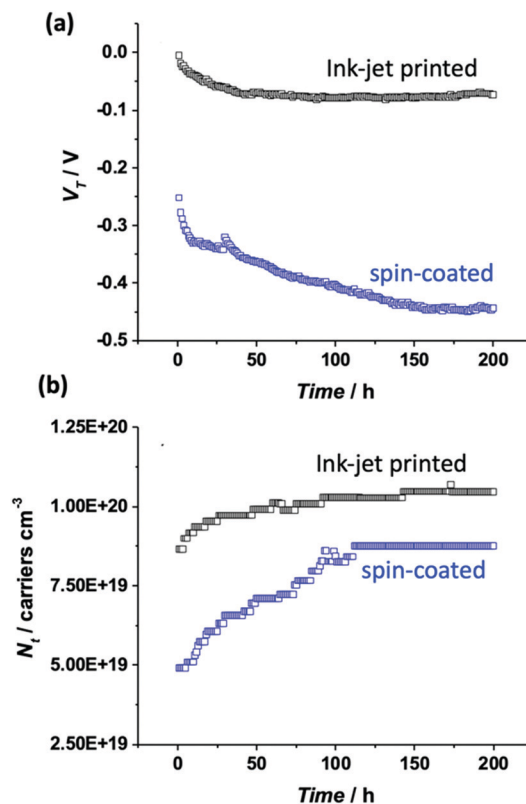 (a)
0.0
Ink-jet printed
-0.1
-0.2
V_T / V
-0.3
spin-coated
-0.4
-0.5
0 50 100 150 200
Time / h
(b)
1.25E+20
Ink-jet printed
1.00E+20
N_t / carriers cm⁻³
7.50E+19
spin-coated
5.00E+19
2.50E+19
0 50 100 150 200
Time / h